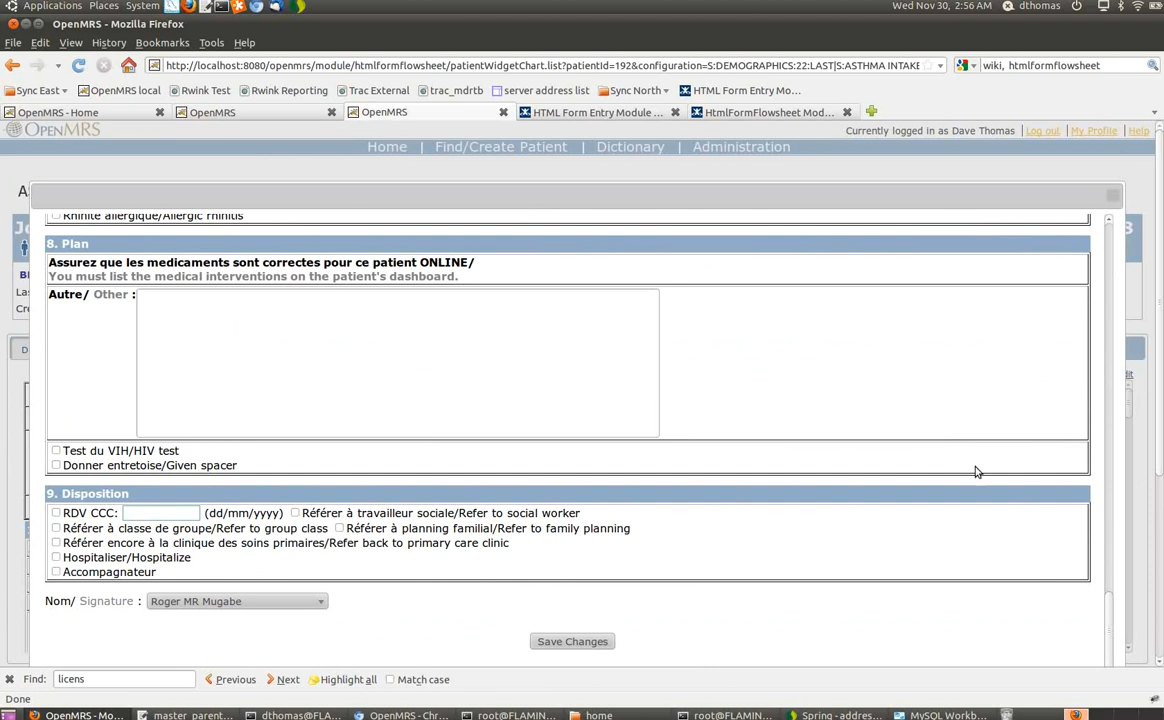 Applications Places System Wed Nov 30, 2:56 AM dthomas
OpenMRS - Mozilla Firefox
File Edit View History Bookmarks Tools Help
http://localhost:8080/openmrs/module/htmlformflowsheet/patientWidgetChart.list?patientId=192&configuration=S:DEMOGRAPHICS:22:LAST|S:ASTHMA INTAKE wiki, htmlformflowsheet
Sync East OpenMRS local Rwink Test Rwink Reporting Trac External trac_mdrtb server address list Sync North HTML Form Entry Mo...
OpenMRS - Home OpenMRS OpenMRS HTML Form Entry Module ... HtmlFormFlowsheet Mod...
OPENMRS Currently logged in as Dave Thomas | Log out | My Profile | Help
Home | Find/Create Patient | Dictionary | Administration
Rhinite allergique/Allergic rhinitis
8. Plan
Assurez que les medicaments sont correctes pour ce patient ONLINE/
You must list the medical interventions on the patient's dashboard.
Autre/ Other :
Test du VIH/HIV test
Donner entretoise/Given spacer
9. Disposition
RDV CCC: (dd/mm/yyyy) Référer à travailleur sociale/Refer to social worker
Référer à classe de groupe/Refer to group class Référer à planning familial/Refer to family planning
Référer encore à la clinique des soins primaires/Refer back to primary care clinic
Hospitaliser/Hospitalize
Accompagnateur
Nom/ Signature : Roger MR Mugabe
Save Changes
Find: licens Previous Next Highlight all Match case
Done
OpenMRS - Mo... master_parent... dthomas@FLA... OpenMRS - Chr... root@FLAMIN... home root@FLAMIN... Spring - addres... MySQL Workb...